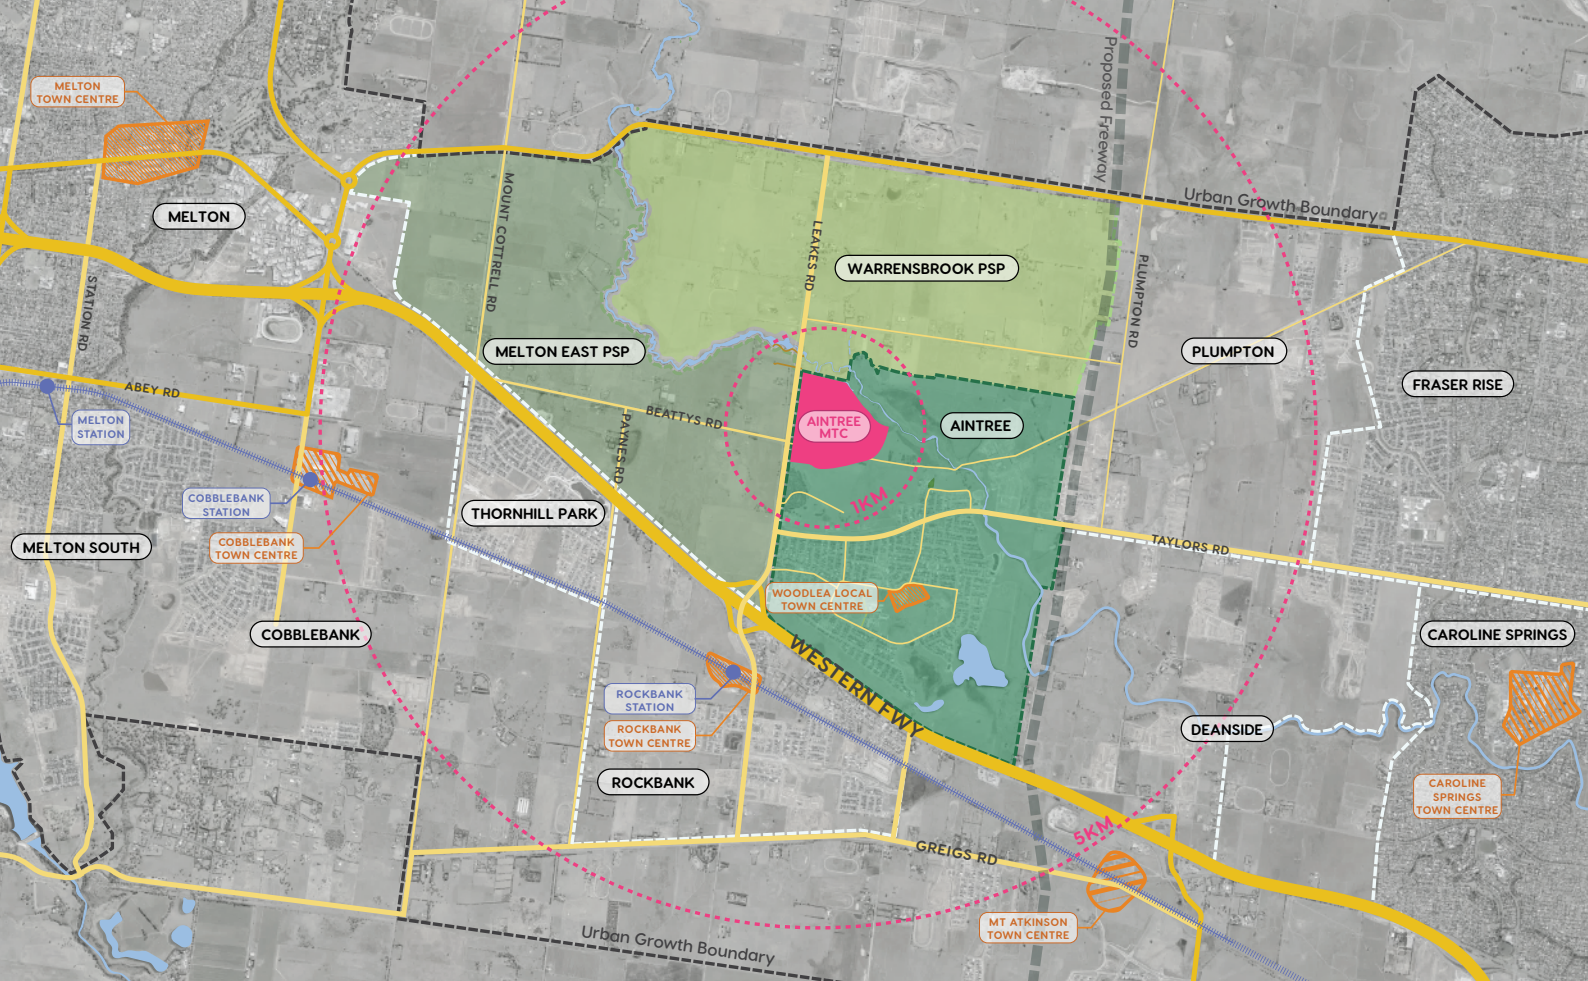 Proposed Freeway
MELTON
TOWN CENTRE
Urban Growth Boundary
MELTON
MOUNT COTTRELL RD
LEAKES RD
WARRENSBROOK PSP
PLUMPTON RD
STATION RD
MELTON EAST PSP
PLUMPTON
FRASER RISE
ABEY RD
BEATTYS RD
PAYNES RD
AINTREE
MTC
AINTREE
MELTON
STATION
COBBLEBANK
STATION
1KM
THORNHILL PARK
COBBLEBANK
TOWN CENTRE
MELTON SOUTH
TAYLORS RD
WOODLEA LOCAL
TOWN CENTRE
COBBLEBANK
CAROLINE SPRINGS
WESTERN FWY
ROCKBANK
STATION
ROCKBANK
TOWN CENTRE
DEANSIDE
ROCKBANK
CAROLINE
SPRINGS
TOWN CENTRE
5KM
GREIGS RD
MT ATKINSON
TOWN CENTRE
Urban Growth Boundary